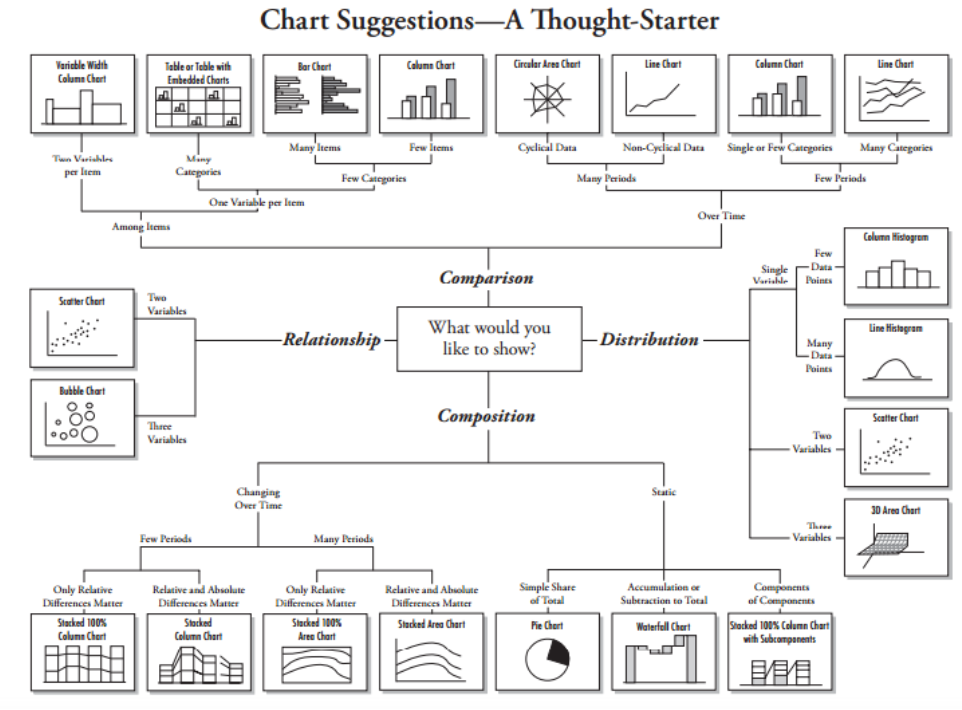 Chart Suggestions—A Thought-Starter
Variable Width
Column Chart
Table or Table with
Embedded Charts
Bar Chart
Column Chart
Circular Area Chart
Line Chart
Column Chart
Line Chart
Two Variables
per Item
Many
Categories
Many Items
Few Items
Cyclical Data
Non-Cyclical Data
Single or Few Categories
Many Categories
Few Categories
Many Periods
Few Periods
One Variable per Item
Over Time
Among Items
Comparison
What would you
like to show?
Relationship
Two
Variables
Scatter Chart
Three
Variables
Bubble Chart
Distribution
Single
Variable
Few
Data
Points
Column Histogram
Many
Data
Points
Line Histogram
Two
Variables
Scatter Chart
Three
Variables
3D Area Chart
Composition
Changing
Over Time
Static
Few Periods
Many Periods
Only Relative
Differences Matter
Relative and Absolute
Differences Matter
Only Relative
Differences Matter
Relative and Absolute
Differences Matter
Simple Share
of Total
Accumulation or
Subtraction to Total
Components
of Components
Stacked 100%
Column Chart
Stacked
Column Chart
Stacked 100%
Area Chart
Stacked Area Chart
Pie Chart
Waterfall Chart
Stacked 100% Column Chart
with Subcomponents